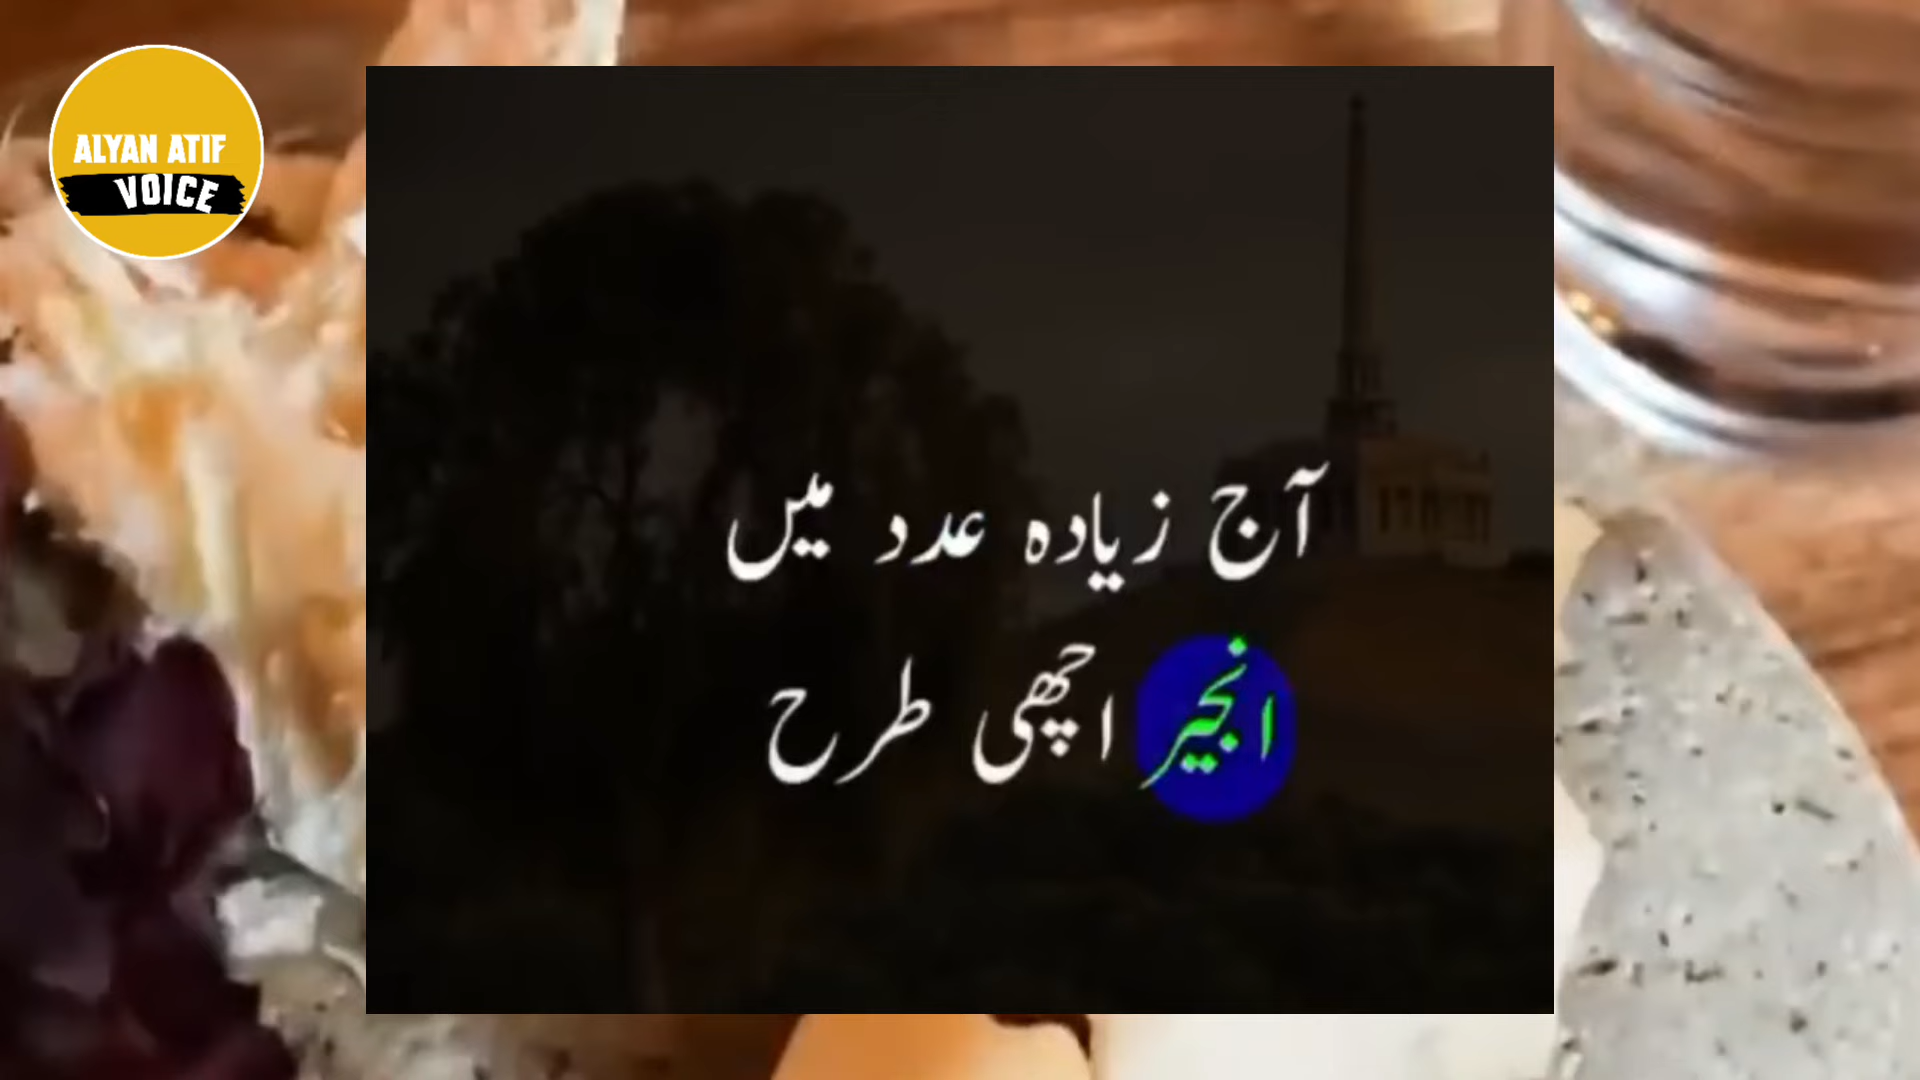 ALYAN ATIF
VOICE
آج زیادہ عدد میں
انجیر اچھی طرح